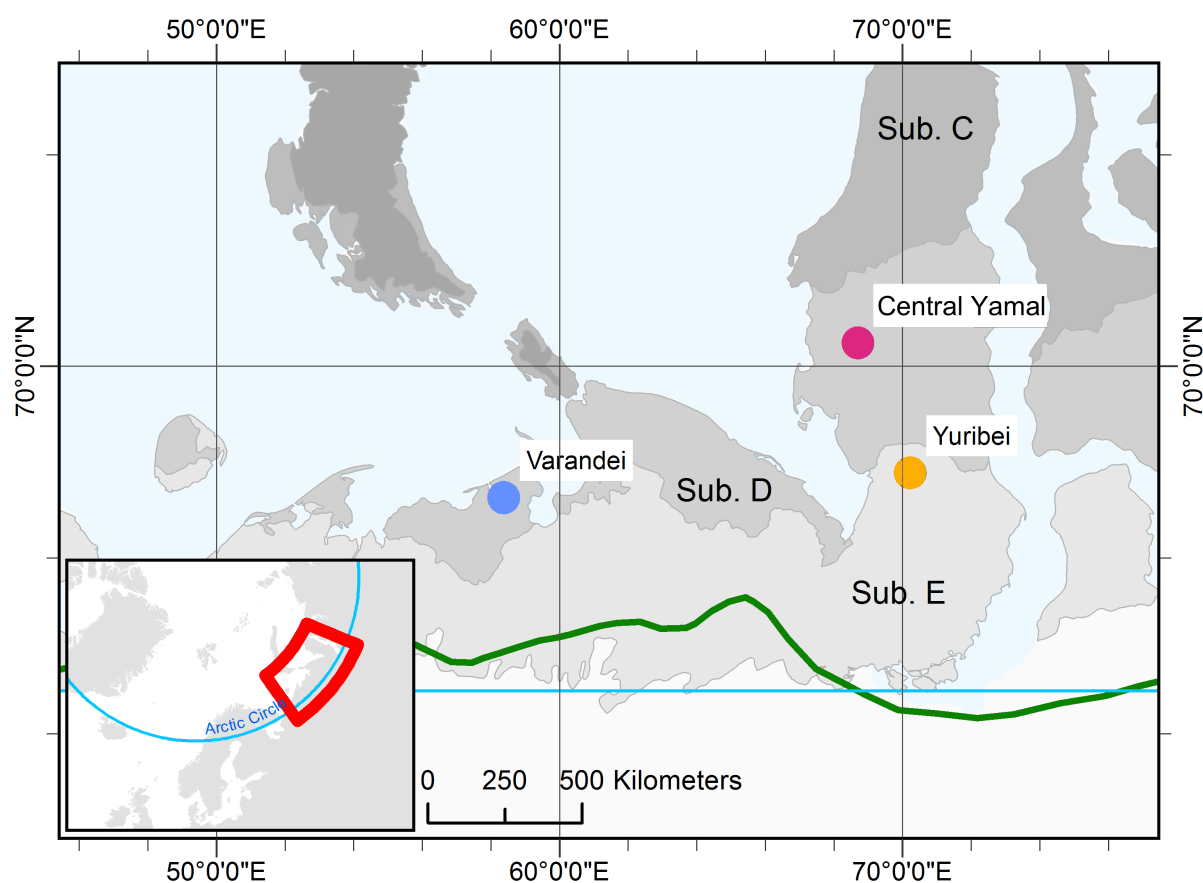 50°0'0"E 60°0'0"E 70°0'0"E
Sub. C
Central Yamal
70°0'0"N 70°0'0"N
Yuribei
Varandei
Sub. D
Sub. E
Arctic Circle
0 250 500 Kilometers
50°0'0"E 60°0'0"E 70°0'0"E